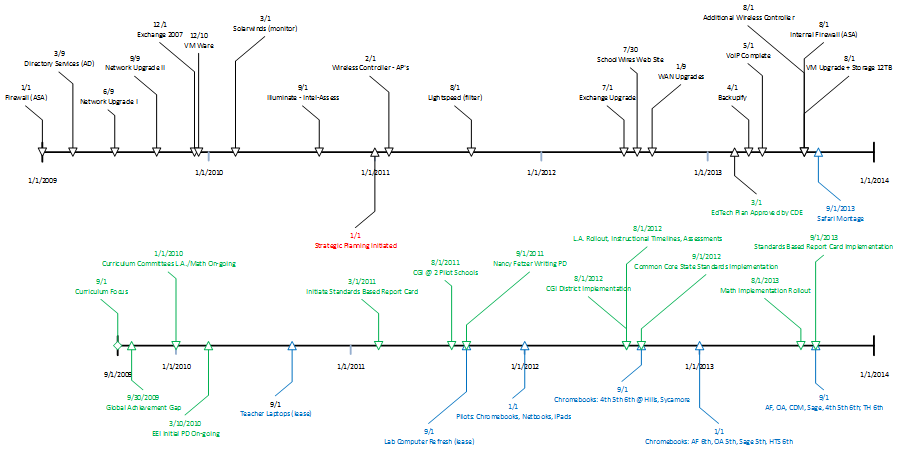 8/1
Additional Wireless Controller
12/1
Exchange 2007
3/1
Solarwinds (monitor)
8/1
Internal Firewall (ASA)
12/10
VM Ware
3/9
Directory Services (AD)
9/9
Network Upgrade II
2/1
Wireless Controller - AP's
7/30
School Wires Web Site
5/1
VoIP Complete
8/1
VM Upgrade + Storage 12TB
1/9
WAN Upgrades
1/1
Firewall (ASA)
6/9
Network Upgrade I
9/1
Illuminate - Intel-Assess
8/1
Lightspeed (filter)
7/1
Exchange Upgrade
4/1
Backupify
1/1/2009
1/1/2010
1/1/2011
1/1/2012
1/1/2013
1/1/2014
3/1
EdTech Plan Approved by CDE
9/1/2013
Safari Montage
1/1
Strategic Planning Initiated
8/1/2012
L.A. Rollout, Instructional Timelines, Assessments
9/1/2013
Standards Based Report Card Implementation
1/1/2010
Curriculum Committees L.A./Math On-going
9/1/2011
Nancy Fetzer Writing PD
9/1/2012
Common Core State Standards Implementation
8/1/2011
CGI @ 2 Pilot Schools
9/1
Curriculum Focus
3/1/2011
Initiate Standards Based Report Card
8/1/2012
CGI District Implementation
8/1/2013
Math Implementation Rollout
9/1/2009
1/1/2010
1/1/2011
1/1/2012
1/1/2013
1/1/2014
9/30/2009
Global Achievement Gap
9/1
Teacher Laptops (lease)
1/1
Pilots: Chromebooks, Netbooks, iPads
9/1
Chromebooks: 4th 5th 6th @ Hills, Sycamore
9/1
AF, OA, CDM, Sage, 4th 5th 6th; TH 6th
3/10/2010
EEI Initial PD On-going
9/1
Lab Computer Refresh (lease)
1/1
Chromebooks: AF 6th, OA 5th, Sage 5th, HTS 6th